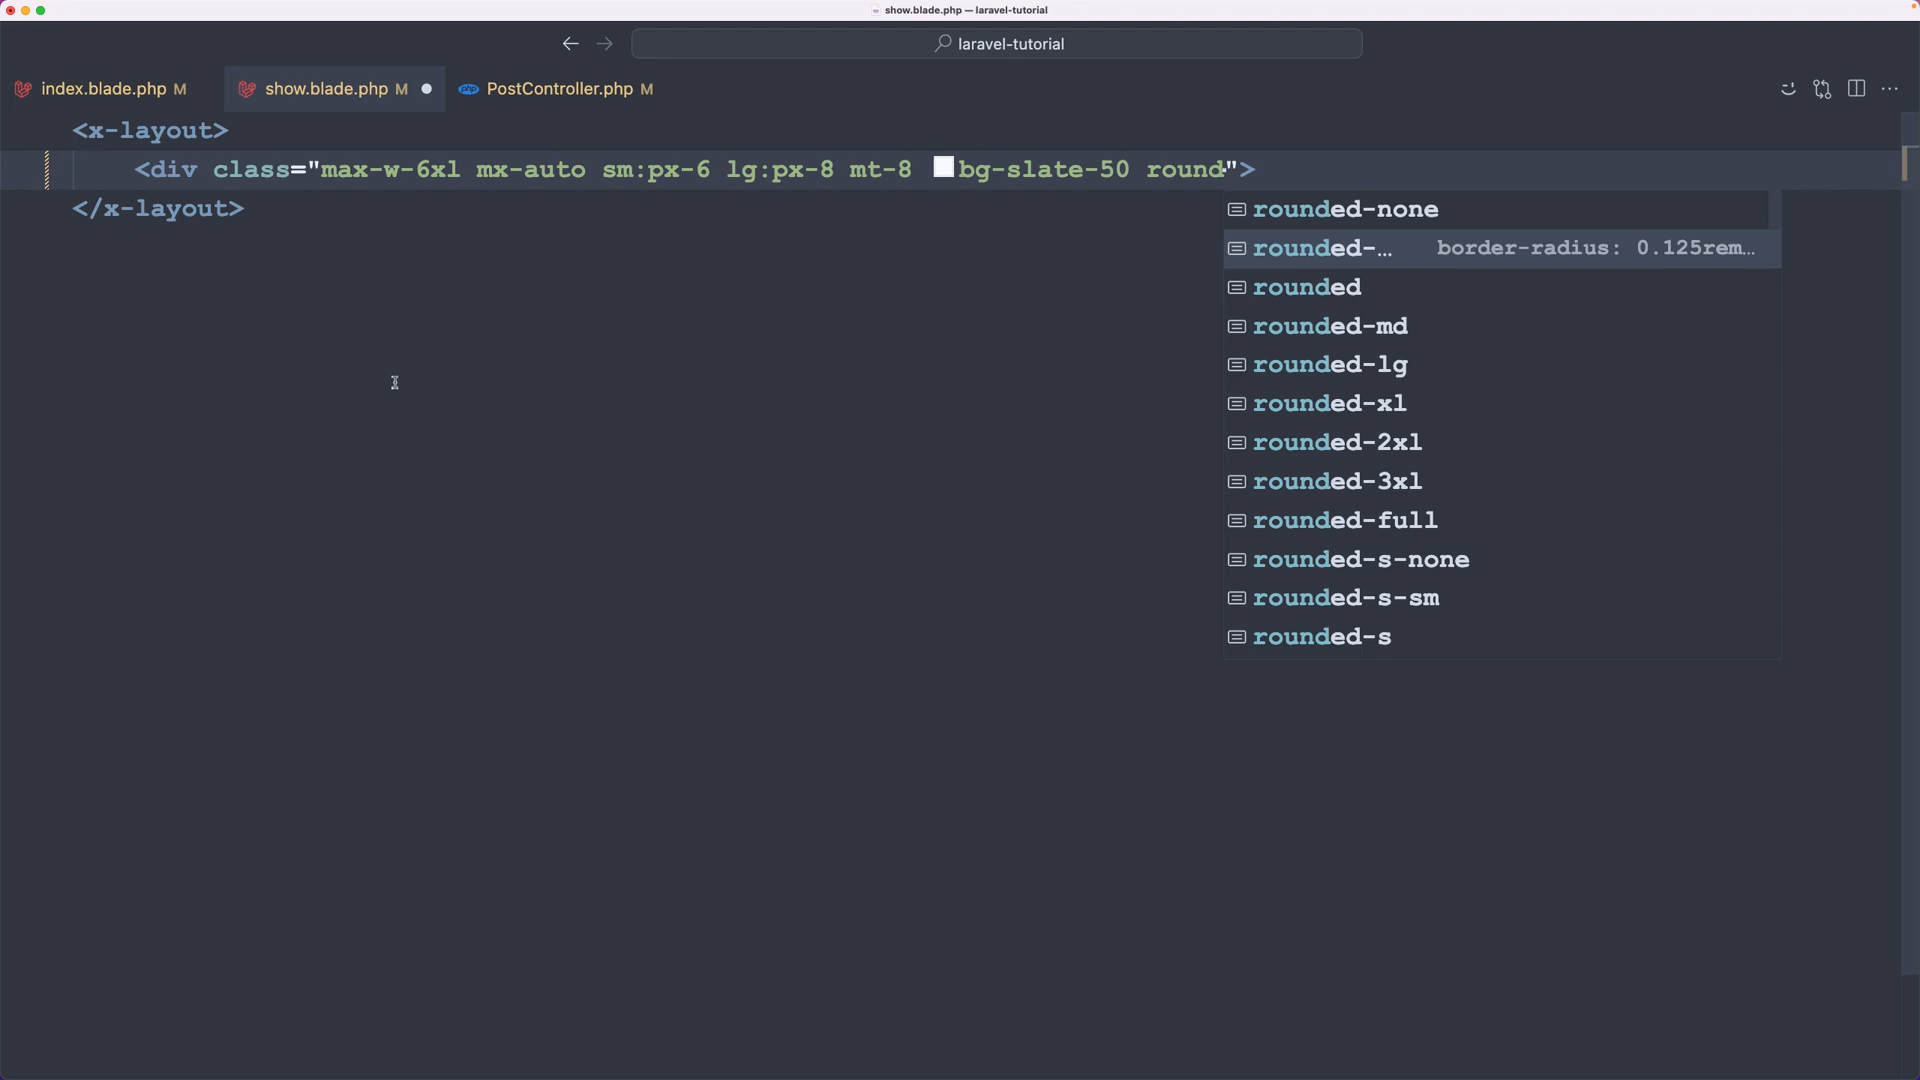 show.blade.php — laravel-tutorial
laravel-tutorial
index.blade.php M show.blade.php M php PostController.php M
<x-layout>
<div class="max-w-6xl mx-auto sm:px-6 lg:px-8 mt-8 bg-slate-50 round">
</x-layout>
rounded-none
rounded-… border-radius: 0.125rem…
rounded
rounded-md
rounded-lg
rounded-xl
rounded-2xl
rounded-3xl
rounded-full
rounded-s-none
rounded-s-sm
rounded-s